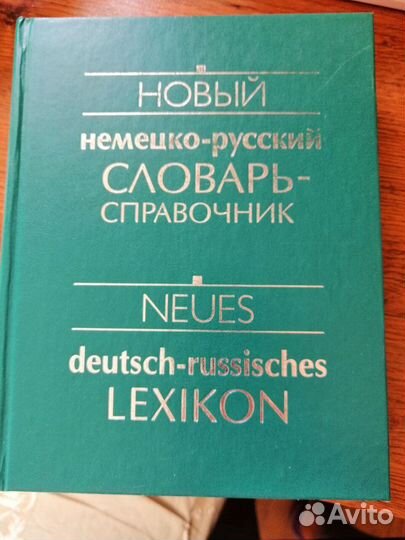 НОВЫЙ
немецко-русский
СЛОВАРЬ-
СПРАВОЧНИК
NEUES
deutsch-russisches
LEXIKON
Avito